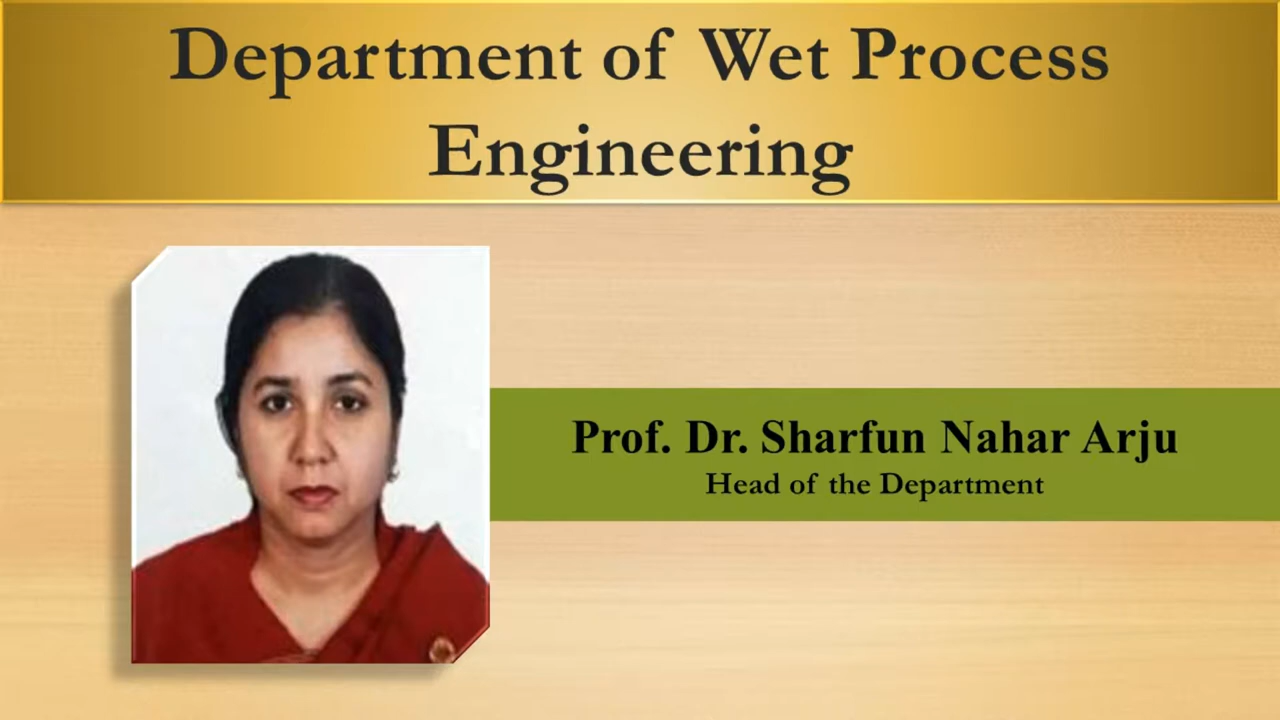 Department of Wet Process
Engineering
Prof. Dr. Sharfun Nahar Arju
Head of the Department